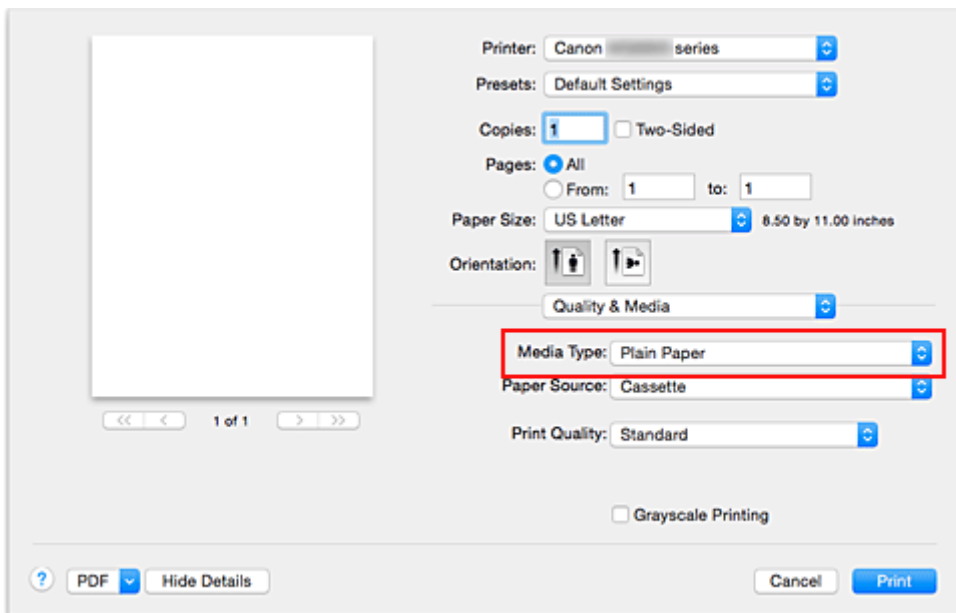 Printer: Canon series
Presets: Default Settings
Copies: 1 Two-Sided
Pages: All
From: 1 to: 1
Paper Size: US Letter 8.50 by 11.00 inches
Orientation:
Quality & Media
Media Type: Plain Paper
Paper Source: Cassette
<< < 1 of 1 > >>
Print Quality: Standard
Grayscale Printing
? PDF Hide Details Cancel Print